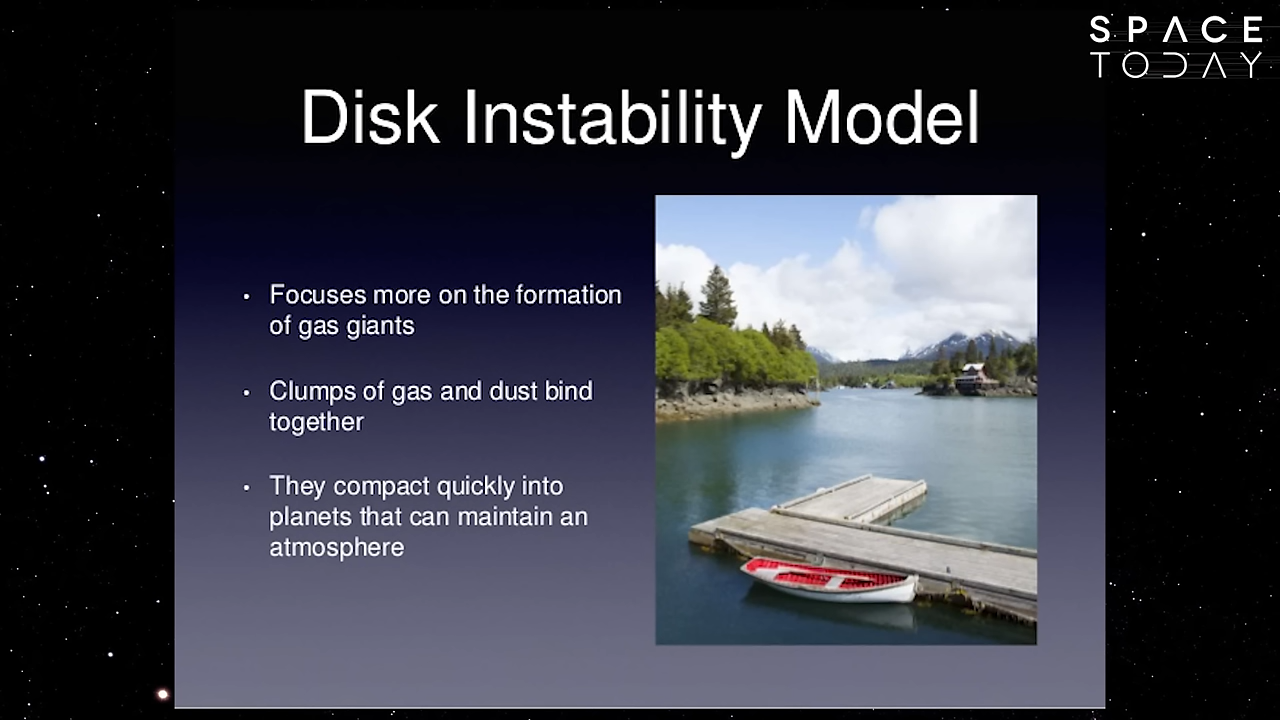 SPACE
TODAY
Disk Instability Model
• Focuses more on the formation
of gas giants
• Clumps of gas and dust bind
together
• They compact quickly into
planets that can maintain an
atmosphere